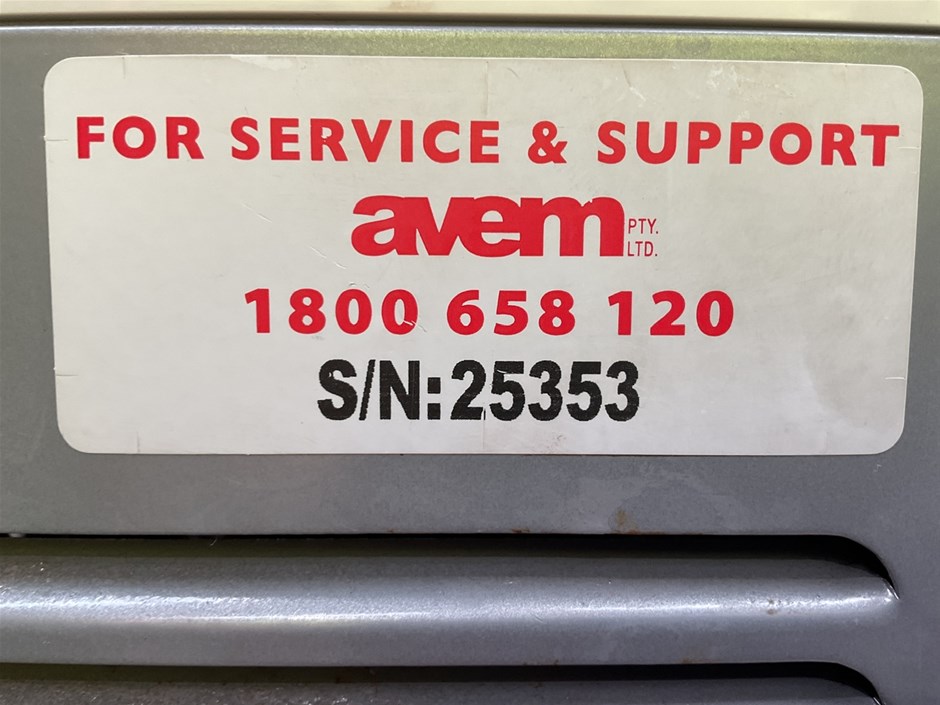 FOR SERVICE & SUPPORT
avem PTY. LTD.
1800 658 120
S/N:25353